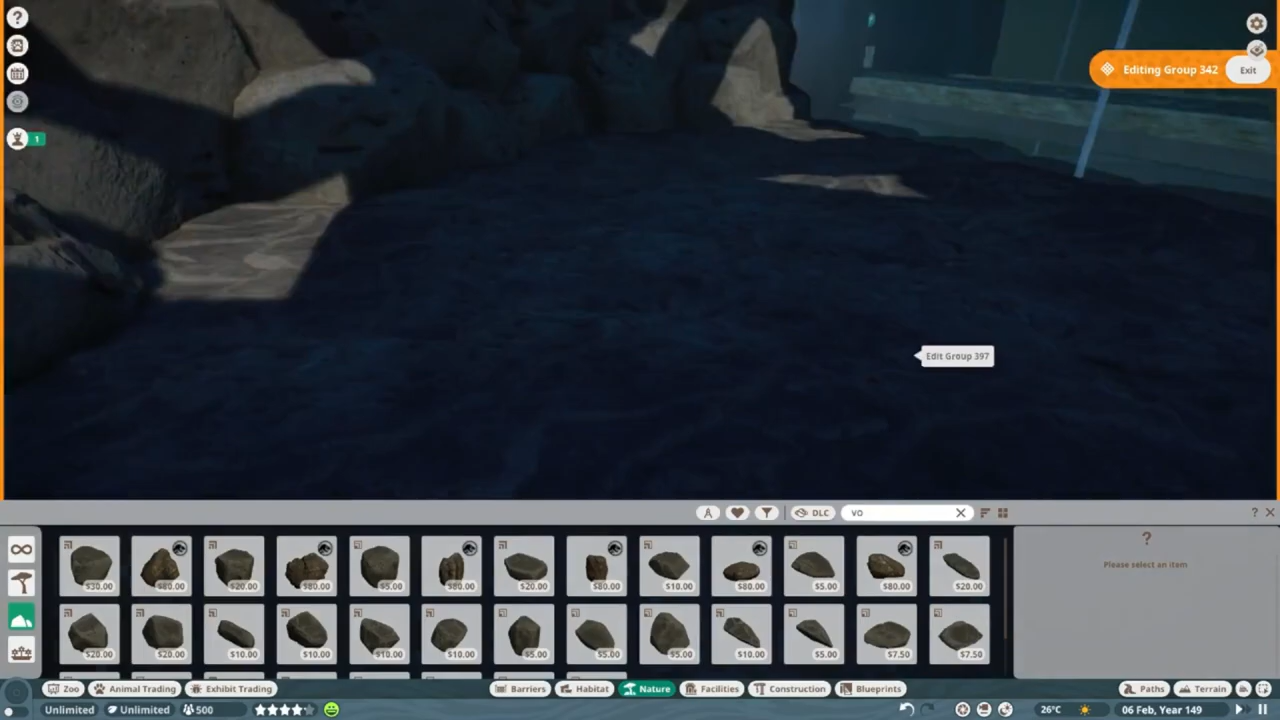 ?
1
Editing Group 342 Exit
Edit Group 397
A DLC VO ? ×
$30.00 $80.00 $20.00 $80.00 $5.00 $80.00 $20.00 $80.00 $10.00 $80.00 $5.00 $80.00 $20.00
?
Please select an item
$20.00 $20.00 $10.00 $10.00 $10.00 $10.00 $5.00 $5.00 $5.00 $10.00 $5.00 $7.50 $7.50
Zoo Animal Trading Exhibit Trading Barriers Habitat Nature Facilities Construction Blueprints Paths Terrain
Unlimited Unlimited 500 26°C 06 Feb, Year 149